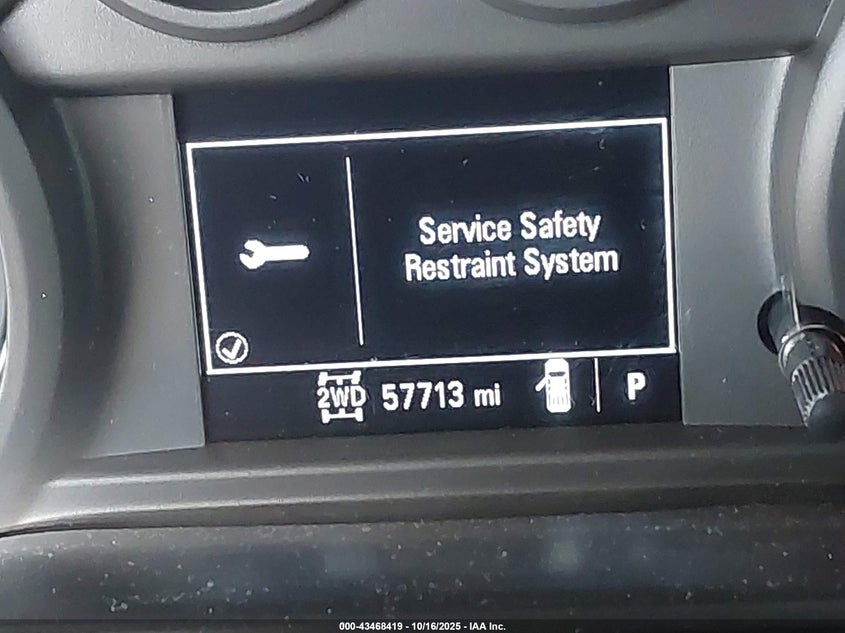 Service Safety
Restraint System
2WD 57713 mi P
000-43468419 - 10/16/2025 - IAA Inc.